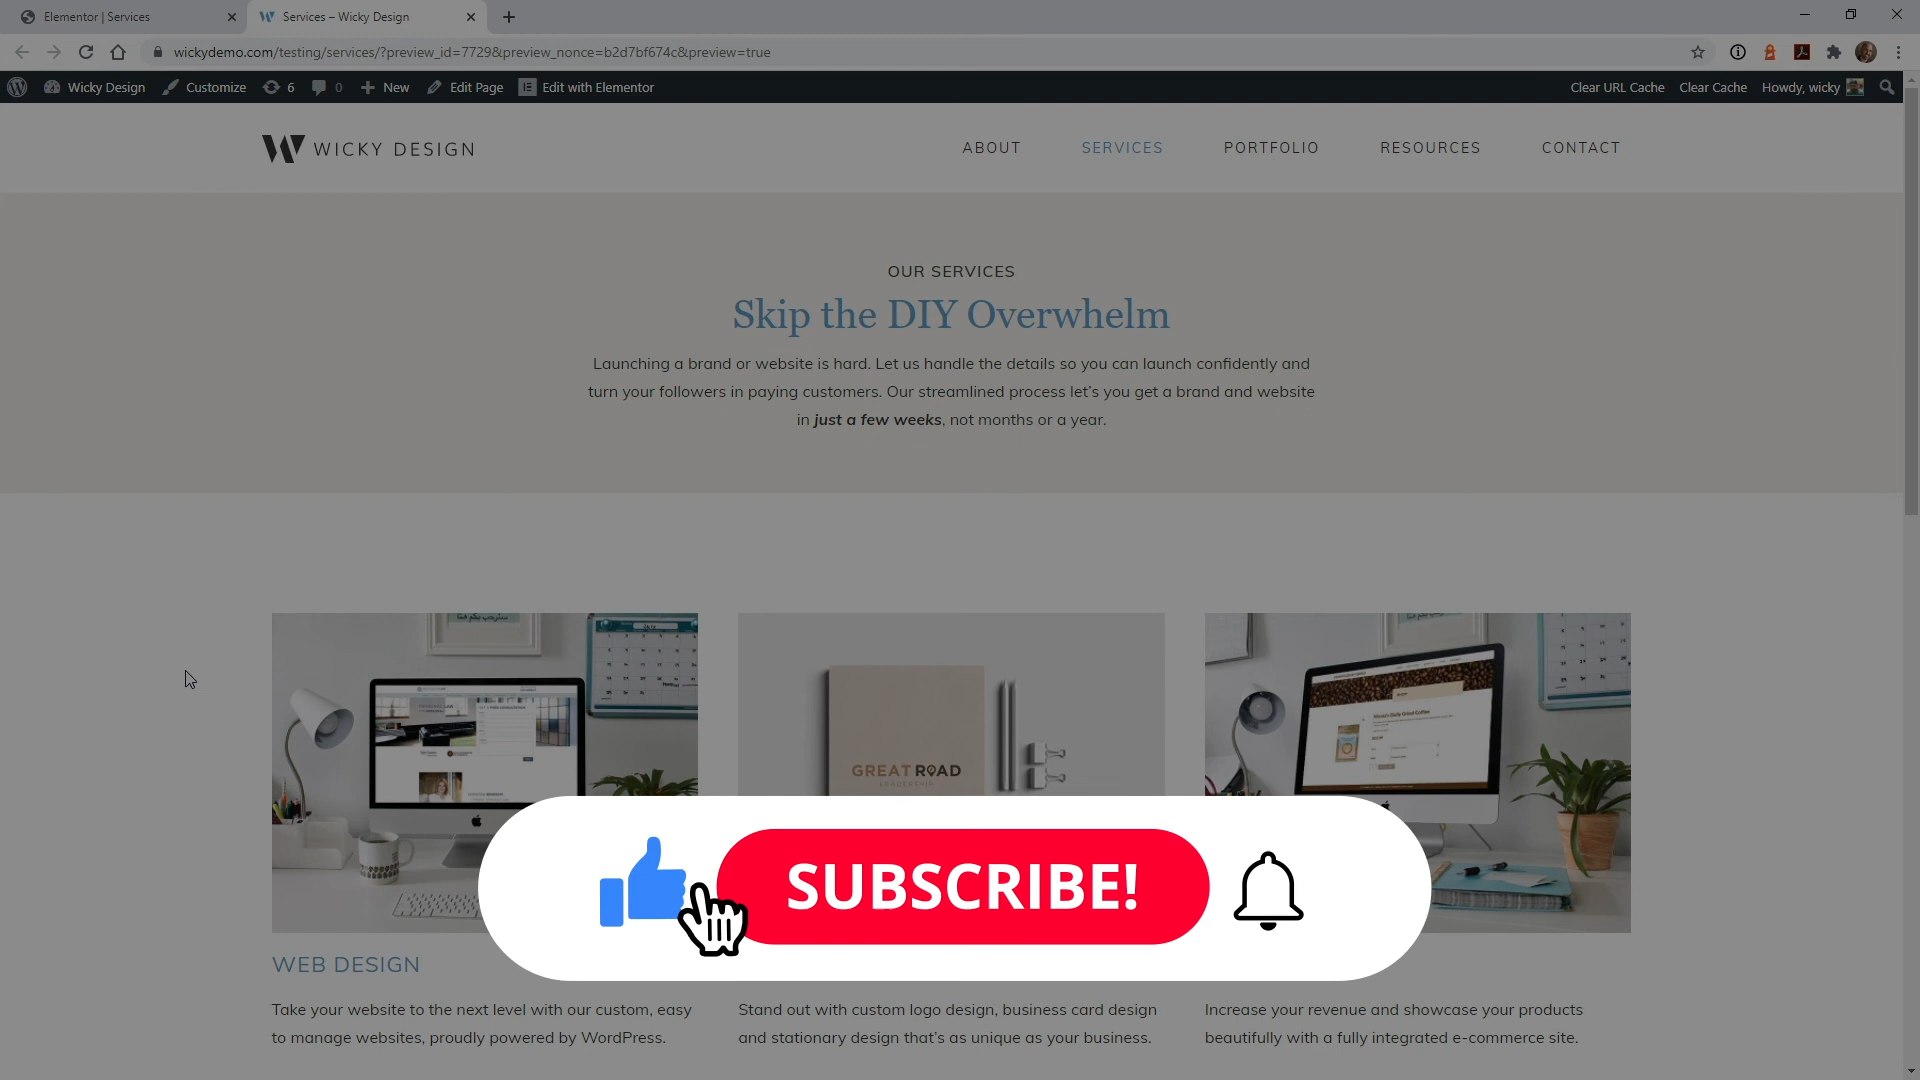 Elementor | Services
Services – Wicky Design
wickydemo.com/testing/services/?preview_id=7729&preview_nonce=b2d7bf674c&preview=true
Wicky Design
Customize
6
0
New
Edit Page
Edit with Elementor
Clear URL Cache
Clear Cache
Howdy, wicky
WICKY DESIGN
ABOUT
SERVICES
PORTFOLIO
RESOURCES
CONTACT
OUR SERVICES
Skip the DIY Overwhelm
Launching a brand or website is hard. Let us handle the details so you can launch confidently and
turn your followers in paying customers. Our streamlined process let's you get a brand and website
in just a few weeks, not months or a year.
GREAT ROAD
LEADERSHIP
SUBSCRIBE!
WEB DESIGN
Take your website to the next level with our custom, easy
to manage websites, proudly powered by WordPress.
Stand out with custom logo design, business card design
and stationary design that's as unique as your business.
Increase your revenue and showcase your products
beautifully with a fully integrated e-commerce site.